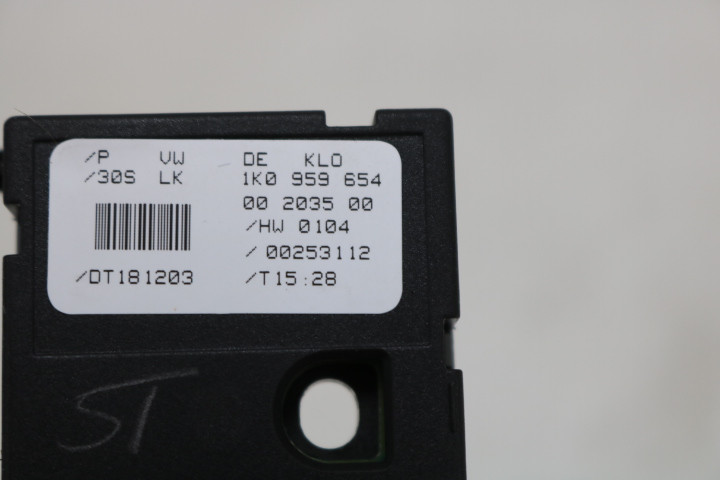 /P VW DE KLO
/30S LK 1K0 959 654
00 2035 00
/HW 0104
/ 00253112
/DT181203 /T15:28
ST